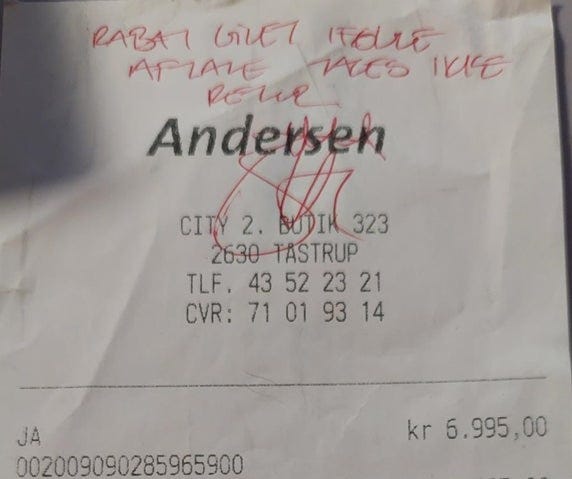 RABAT GIVET IFØLGE
AFTALE TAGES IKKE
RETUR
Andersen
CITY 2. BUTIK 323
2630 TÅSTRUP
TLF. 43 52 23 21
CVR: 71 01 93 14
JA kr 6.995,00
002009090285965900